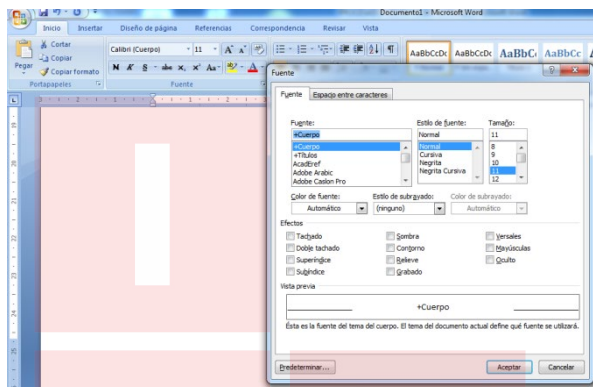 Documento1 - Microsoft Word
Inicio Insertar Diseño de página Referencias Correspondencia Revisar Vista
Pegar
Cortar
Copiar
Copiar formato
Portapapeles
Calibri (Cuerpo) 11
N K S abc x, x² Aa
Fuente
AaBbCcDc AaBbCcDc AaBbC AaBbCc
Fuente
Fuente Espacio entre caracteres
Fuente: Estilo de fuente: Tamaño:
+Cuerpo Normal 11
+Cuerpo Normal 8
+Títulos Cursiva 9
AcadEref Negrita 10
Adobe Arabic Negrita Cursiva 11
Adobe Caslon Pro 12
Color de fuente: Estilo de subrayado: Color de subrayado:
Automático (ninguno) Automático
Efectos
Tachado Sombra Versales
Doble tachado Contorno Mayúsculas
Superíndice Relieve Oculto
Subíndice Grabado
Vista previa
+Cuerpo
Ésta es la fuente del tema del cuerpo. El tema del documento actual define qué fuente se utilizará.
Predeterminar... Aceptar Cancelar